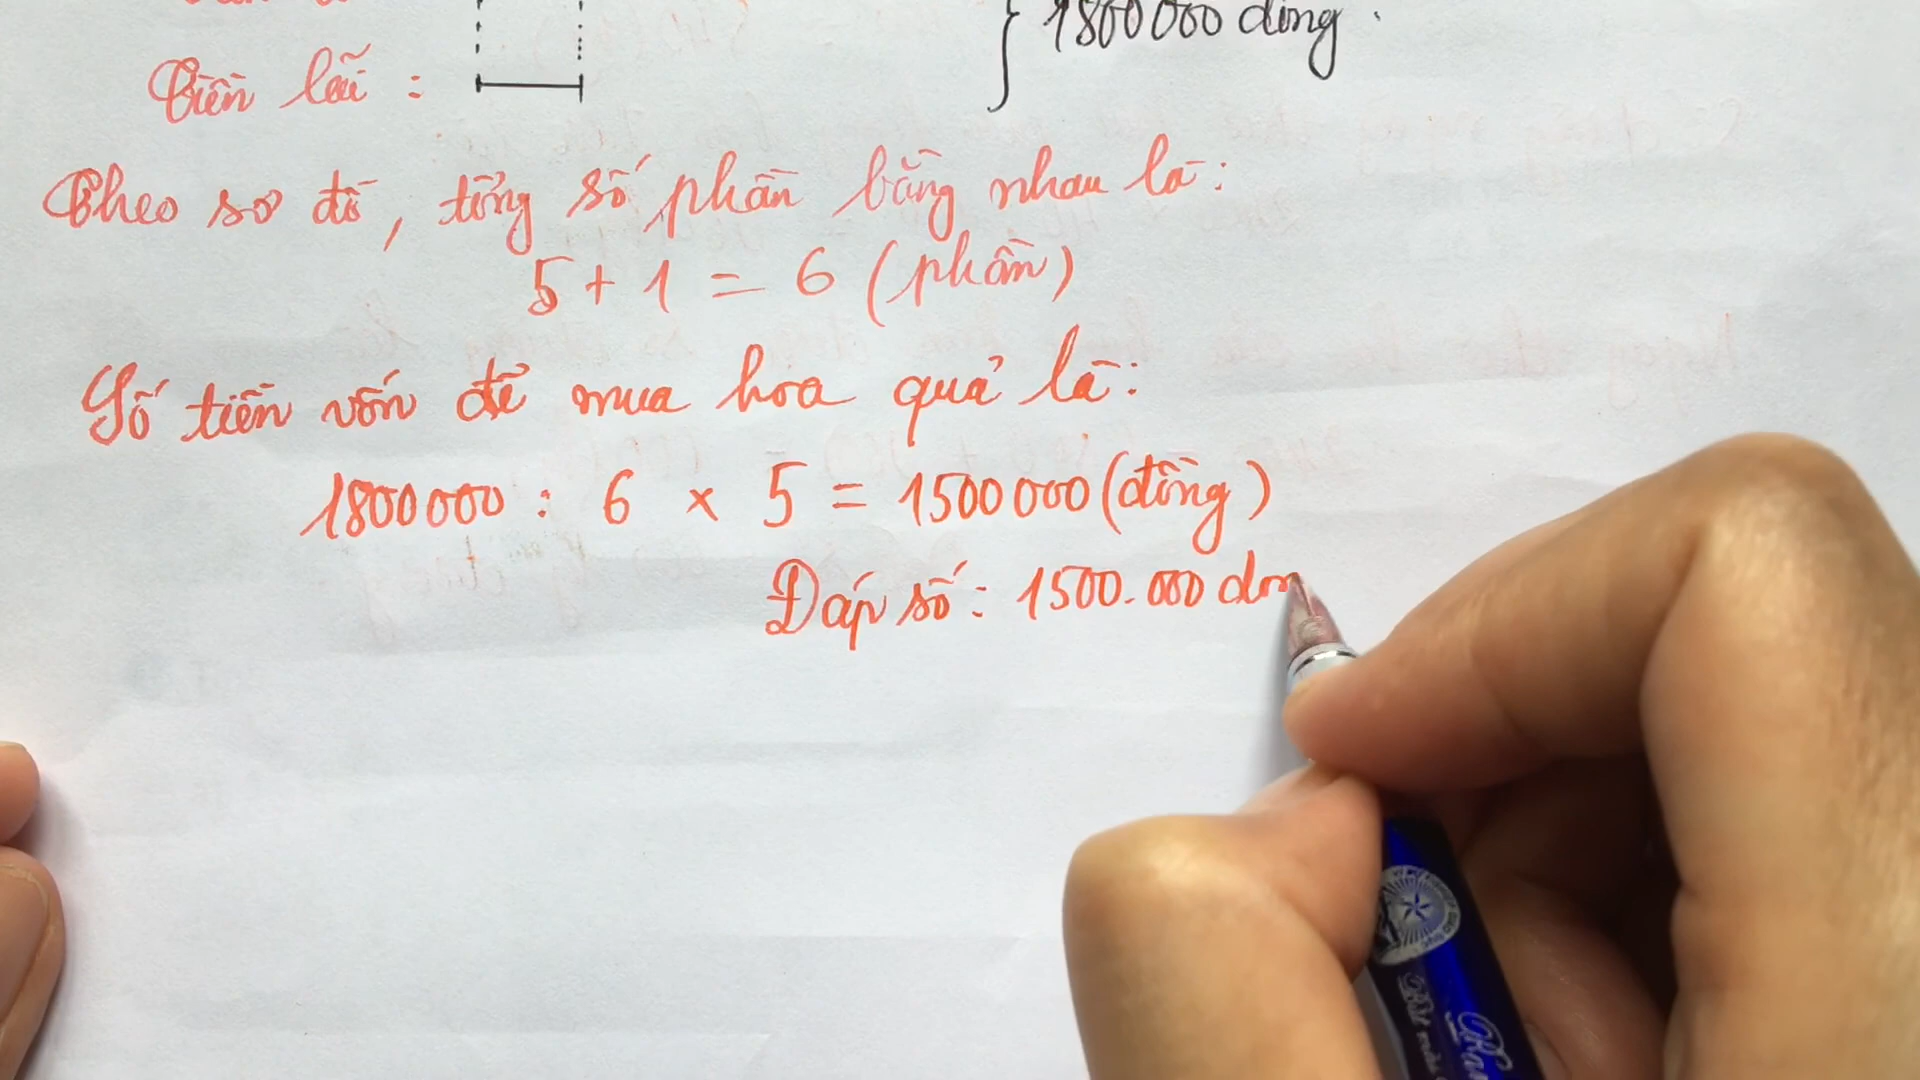 1800000 đồng.
Tiền lãi :
Theo sơ đồ, tổng số phần bằng nhau là:
5 + 1 = 6 (phần)
Số tiền vốn để mua hoa quả là:
1800000 : 6 × 5 = 1500000 (đồng)
Đáp số: 1500.000 don